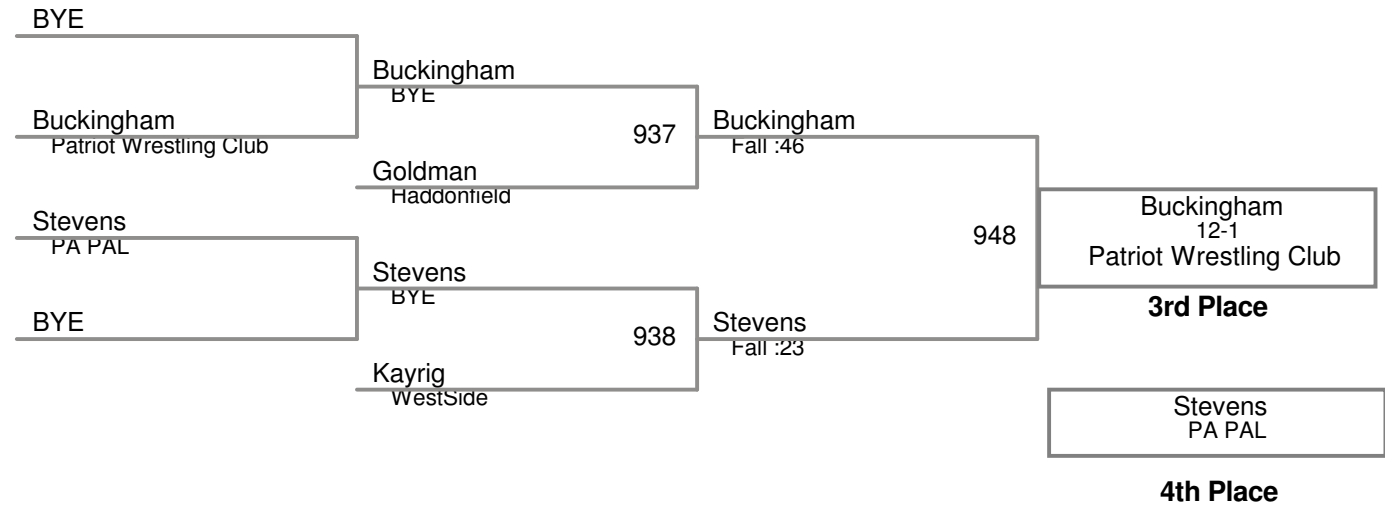 BYE
Buckingham
BYE
Buckingham
Patriot Wrestling Club
937
Buckingham
Fall :46
Goldman
Haddonfield
Stevens
PA PAL
948
Buckingham
12-1
Patriot Wrestling Club
3rd Place
Stevens
BYE
BYE
938
Stevens
Fall :23
Kayrig
WestSide
Stevens
PA PAL
4th Place